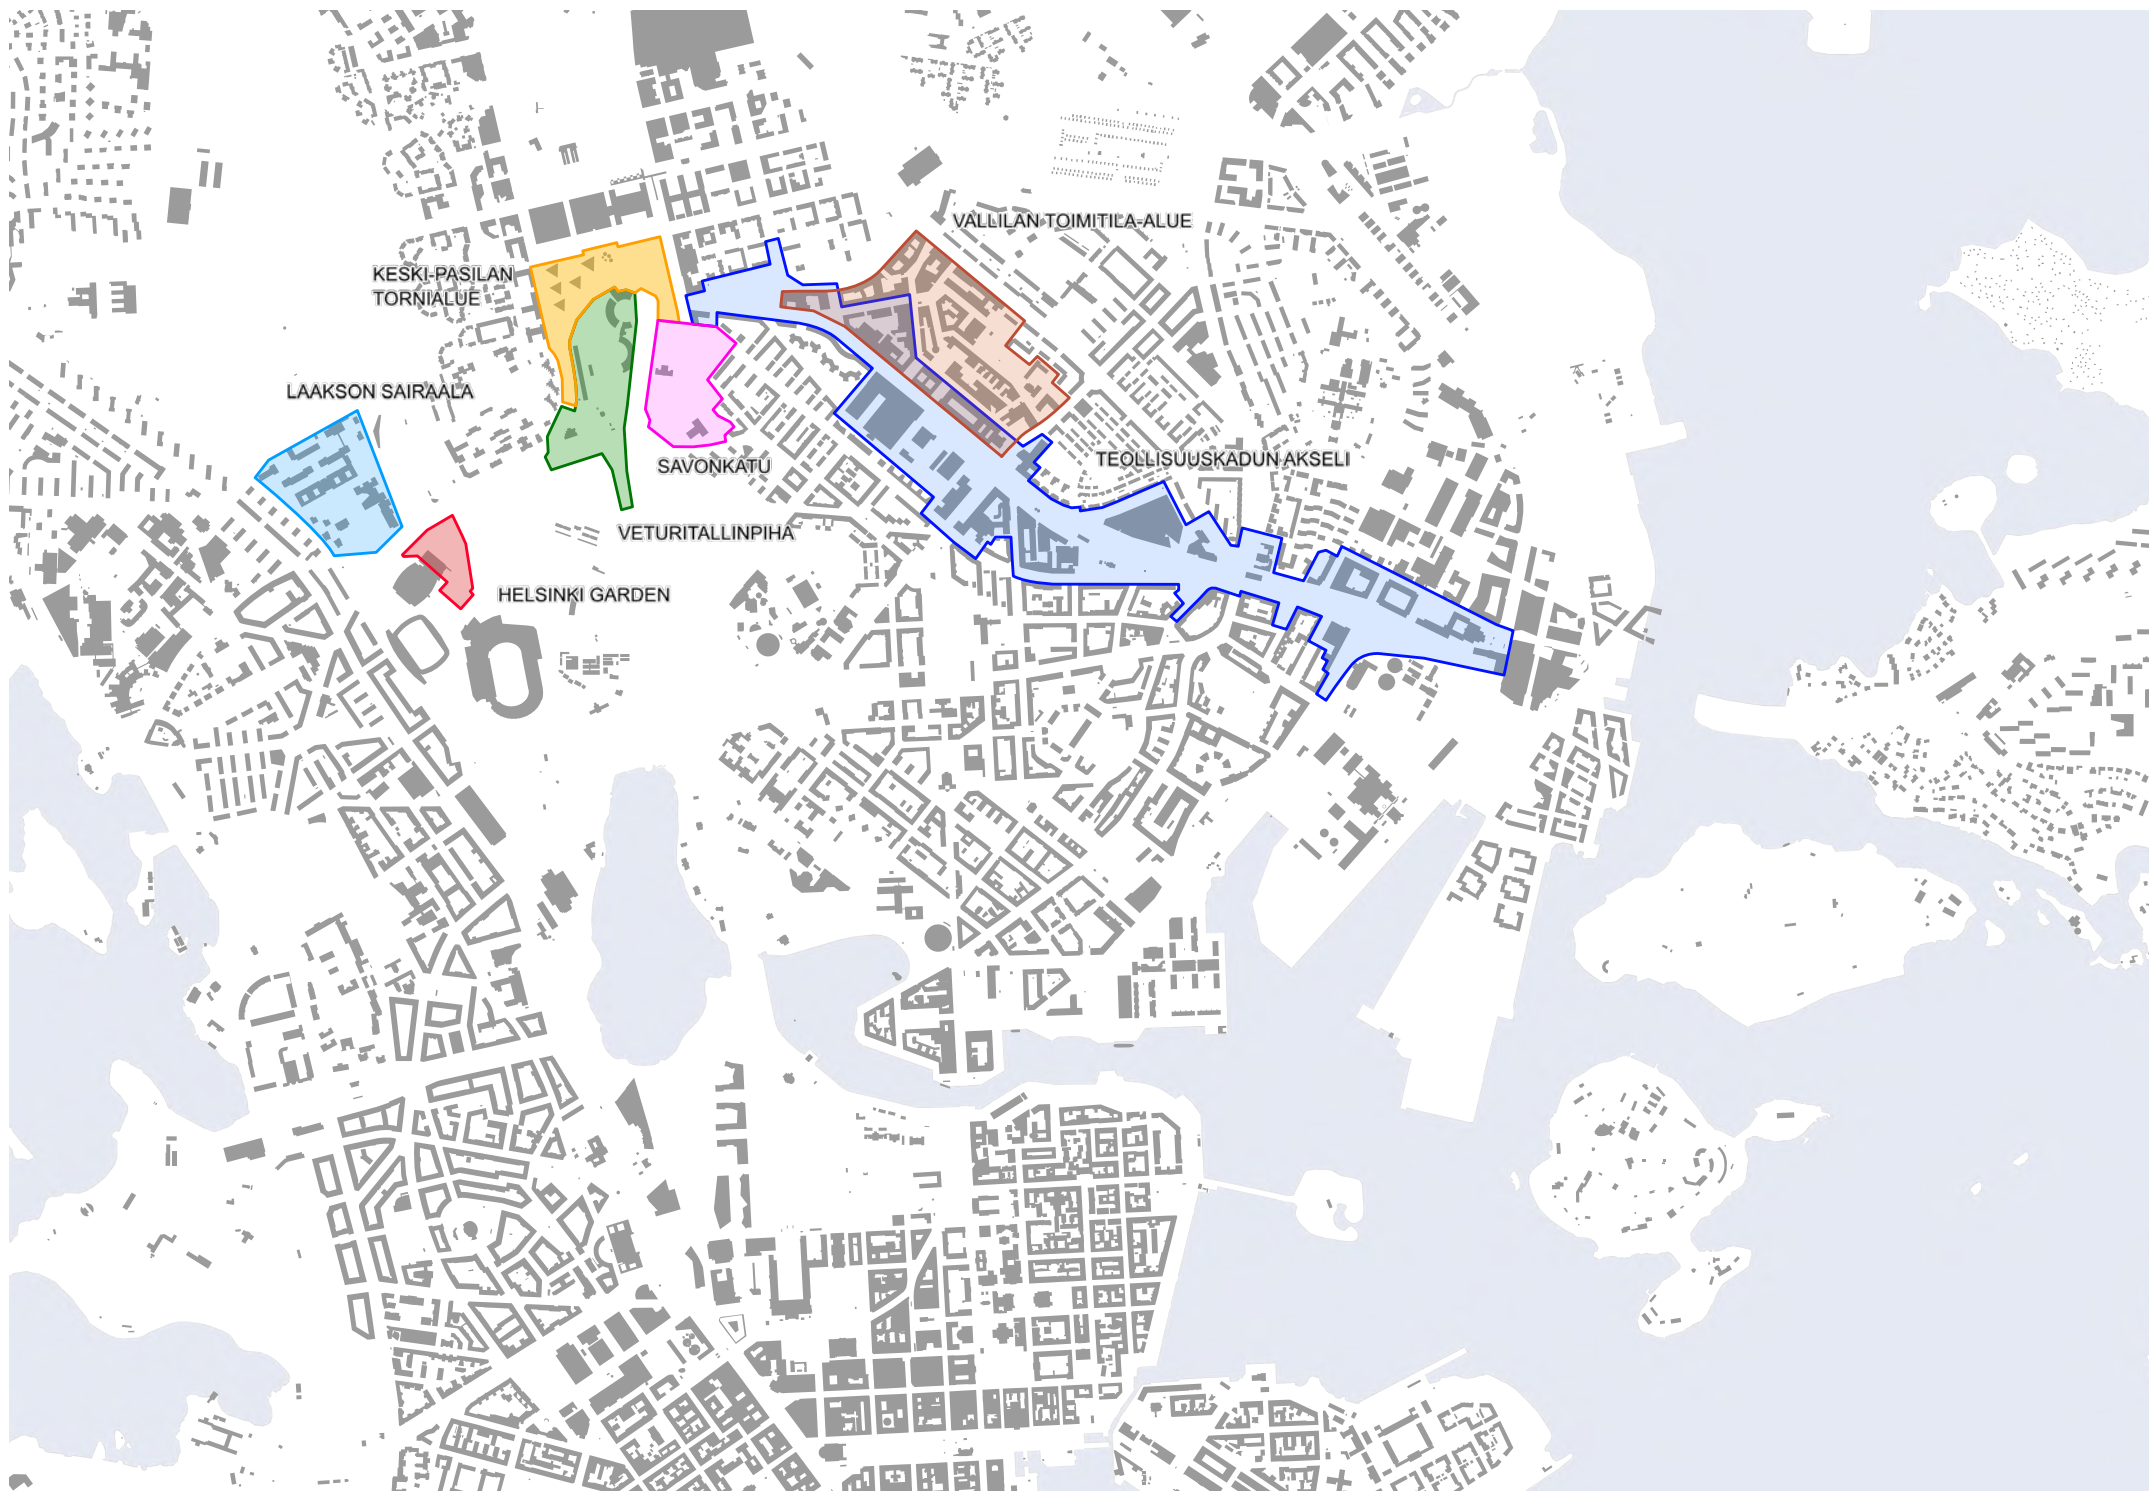 VALLILAN TOIMITILA-ALUE
KESKI-PASILAN
TORNIALUE
LAAKSON SAIRAALA
SAVONKATU
TEOLLISUUSKADUN AKSELI
VETURITALLINPIHA
HELSINKI GARDEN